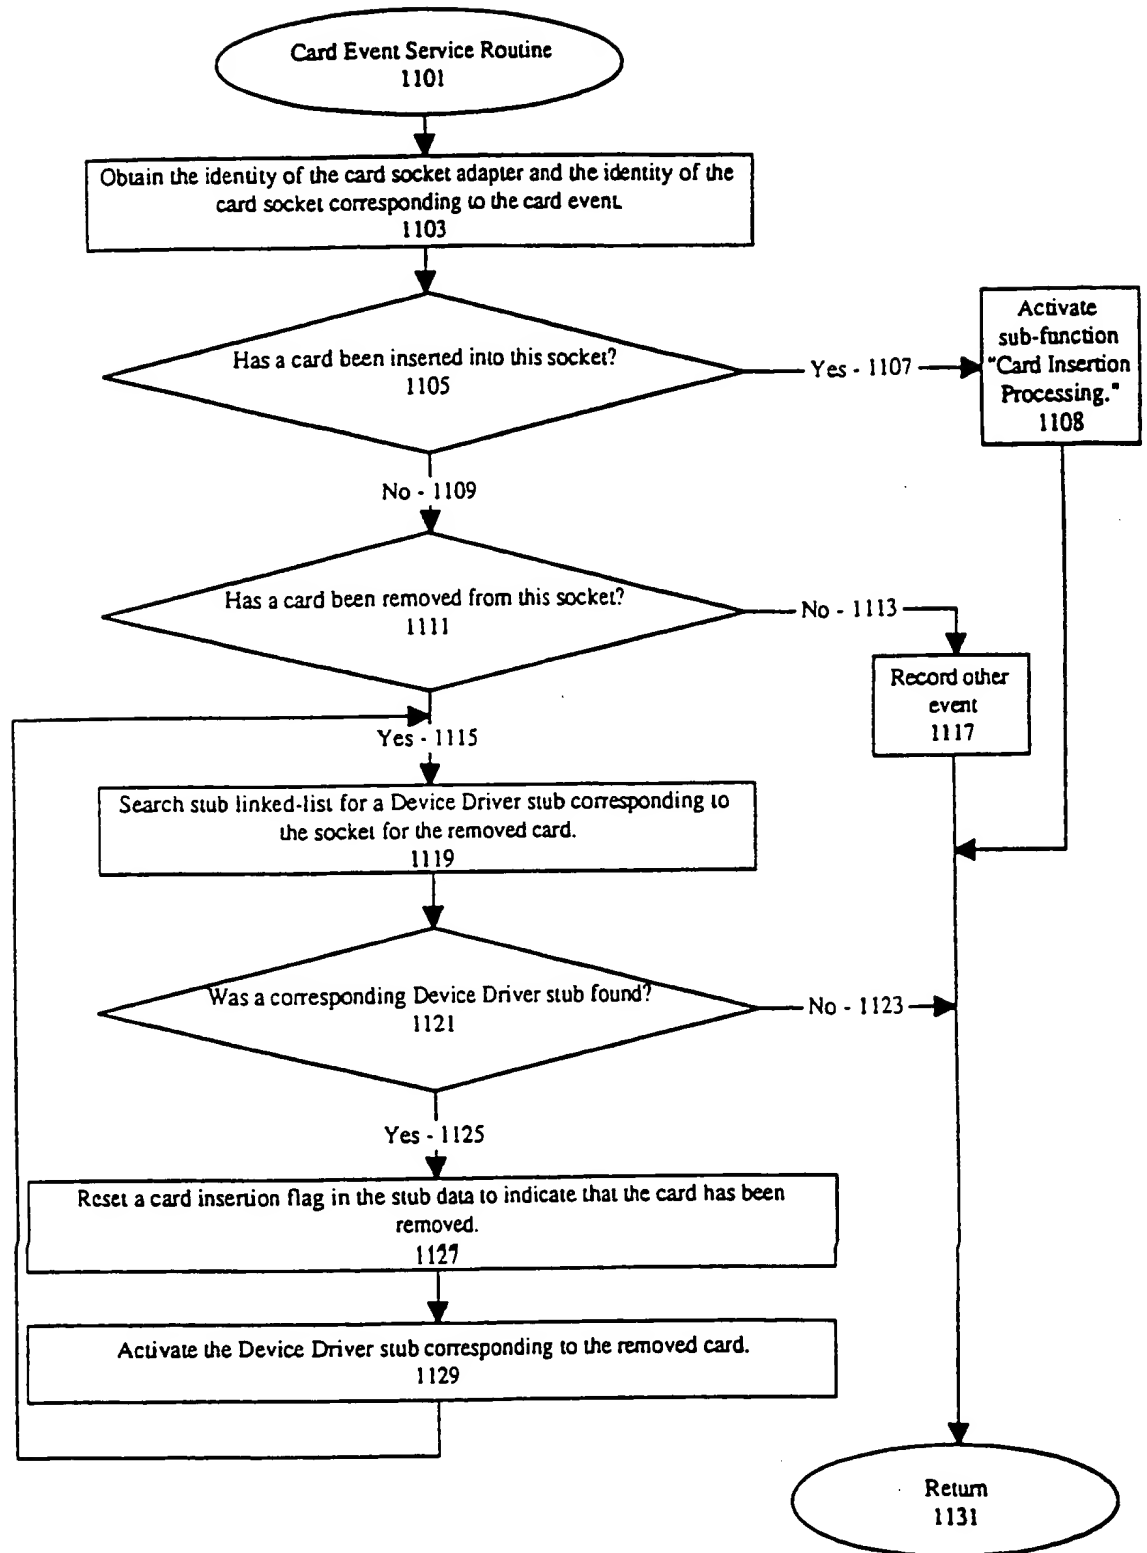 Card Event Service Routine
1101
Obtain the identity of the card socket adapter and the identity of the
card socket corresponding to the card event.
1103
Has a card been inserted into this socket?
1105
Yes - 1107
Activate
sub-function
"Card Insertion
Processing."
1108
No - 1109
Has a card been removed from this socket?
1111
No - 1113
Record other
event
1117
Yes - 1115
Search stub linked-list for a Device Driver stub corresponding to
the socket for the removed card.
1119
Was a corresponding Device Driver stub found?
1121
No - 1123
Yes - 1125
Reset a card insertion flag in the stub data to indicate that the card has been
removed.
1127
Activate the Device Driver stub corresponding to the removed card.
1129
Return
1131